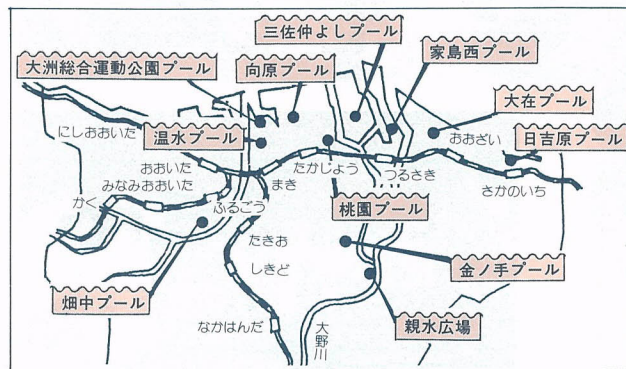 三佐仲よしプール
家島西プール
大洲総合運動公園プール
向原プール
大在プール
にしおおいた
温水プール
おおざい
日吉原プール
おおいた
たかじょう
つるさき
みなみおおいた
まき
さかのいち
かく
ふるごう
桃園プール
たきお
金ノ手プール
しきど
畑中プール
親水広場
なかはんだ
大野川